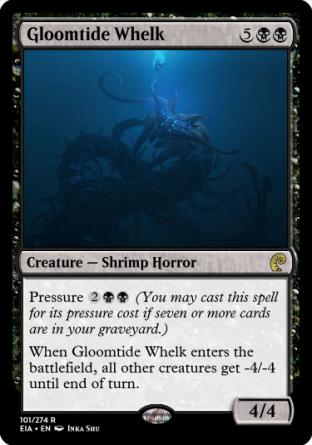 Gloomtide Whelk 5
Creature — Shrimp Horror
Pressure 2 (You may cast this spell
for its pressure cost if seven or more cards
are in your graveyard.)
When Gloomtide Whelk enters the
battlefield, all other creatures get -4/-4
until end of turn.
101/274 R
EIA • EN Inka Shu
4/4